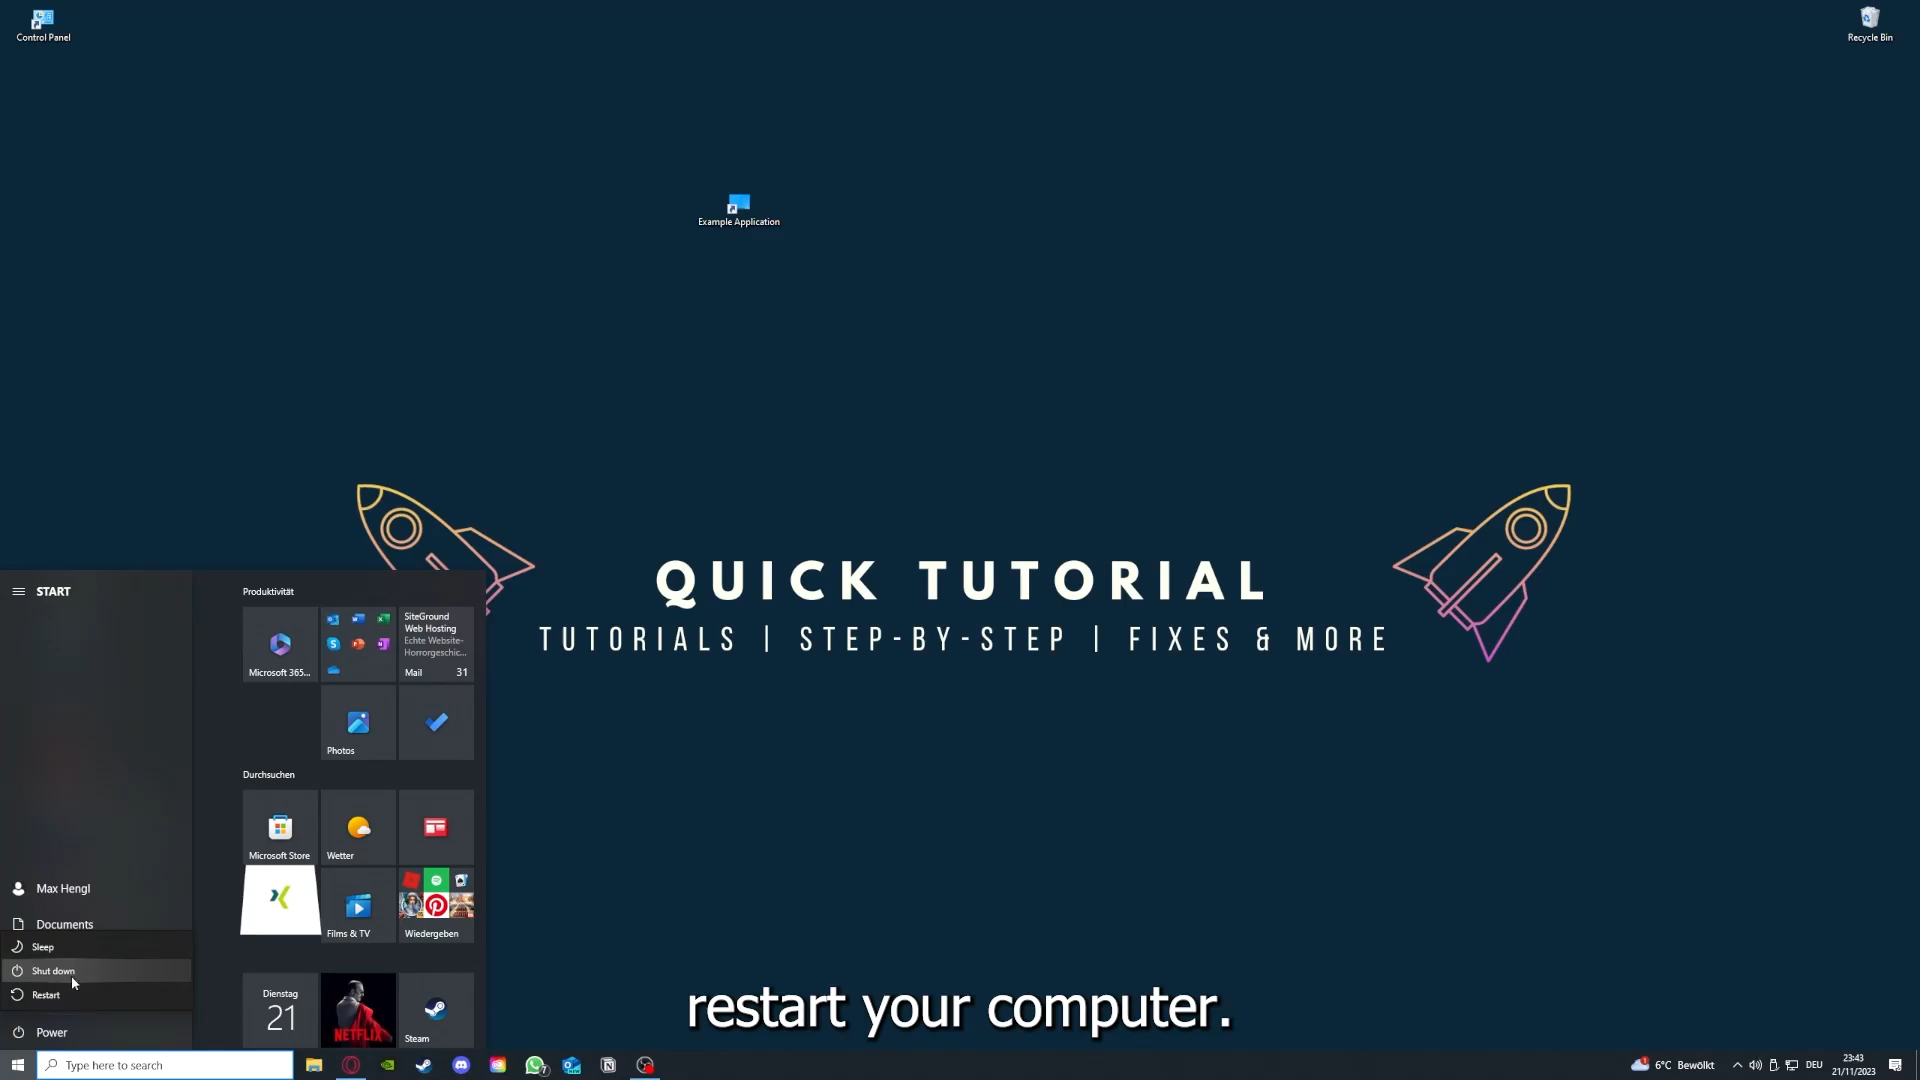 Control Panel
Recycle Bin
Example Application
QUICK TUTORIAL
TUTORIALS | STEP-BY-STEP | FIXES & MORE
START
Produktivität
SiteGround
Web Hosting
Echte Website-
Horrorgeschic...
Microsoft 365...
Mail 31
Photos
Durchsuchen
Microsoft Store
Wetter
Max Hengl
Films & TV
Wiedergeben
Documents
Sleep
Shut down
Restart
Dienstag
21
NETFLIX
Steam
Power
restart your computer.
Type here to search
7
1
6°C Bewölkt
DEU
23:43
21/11/2023